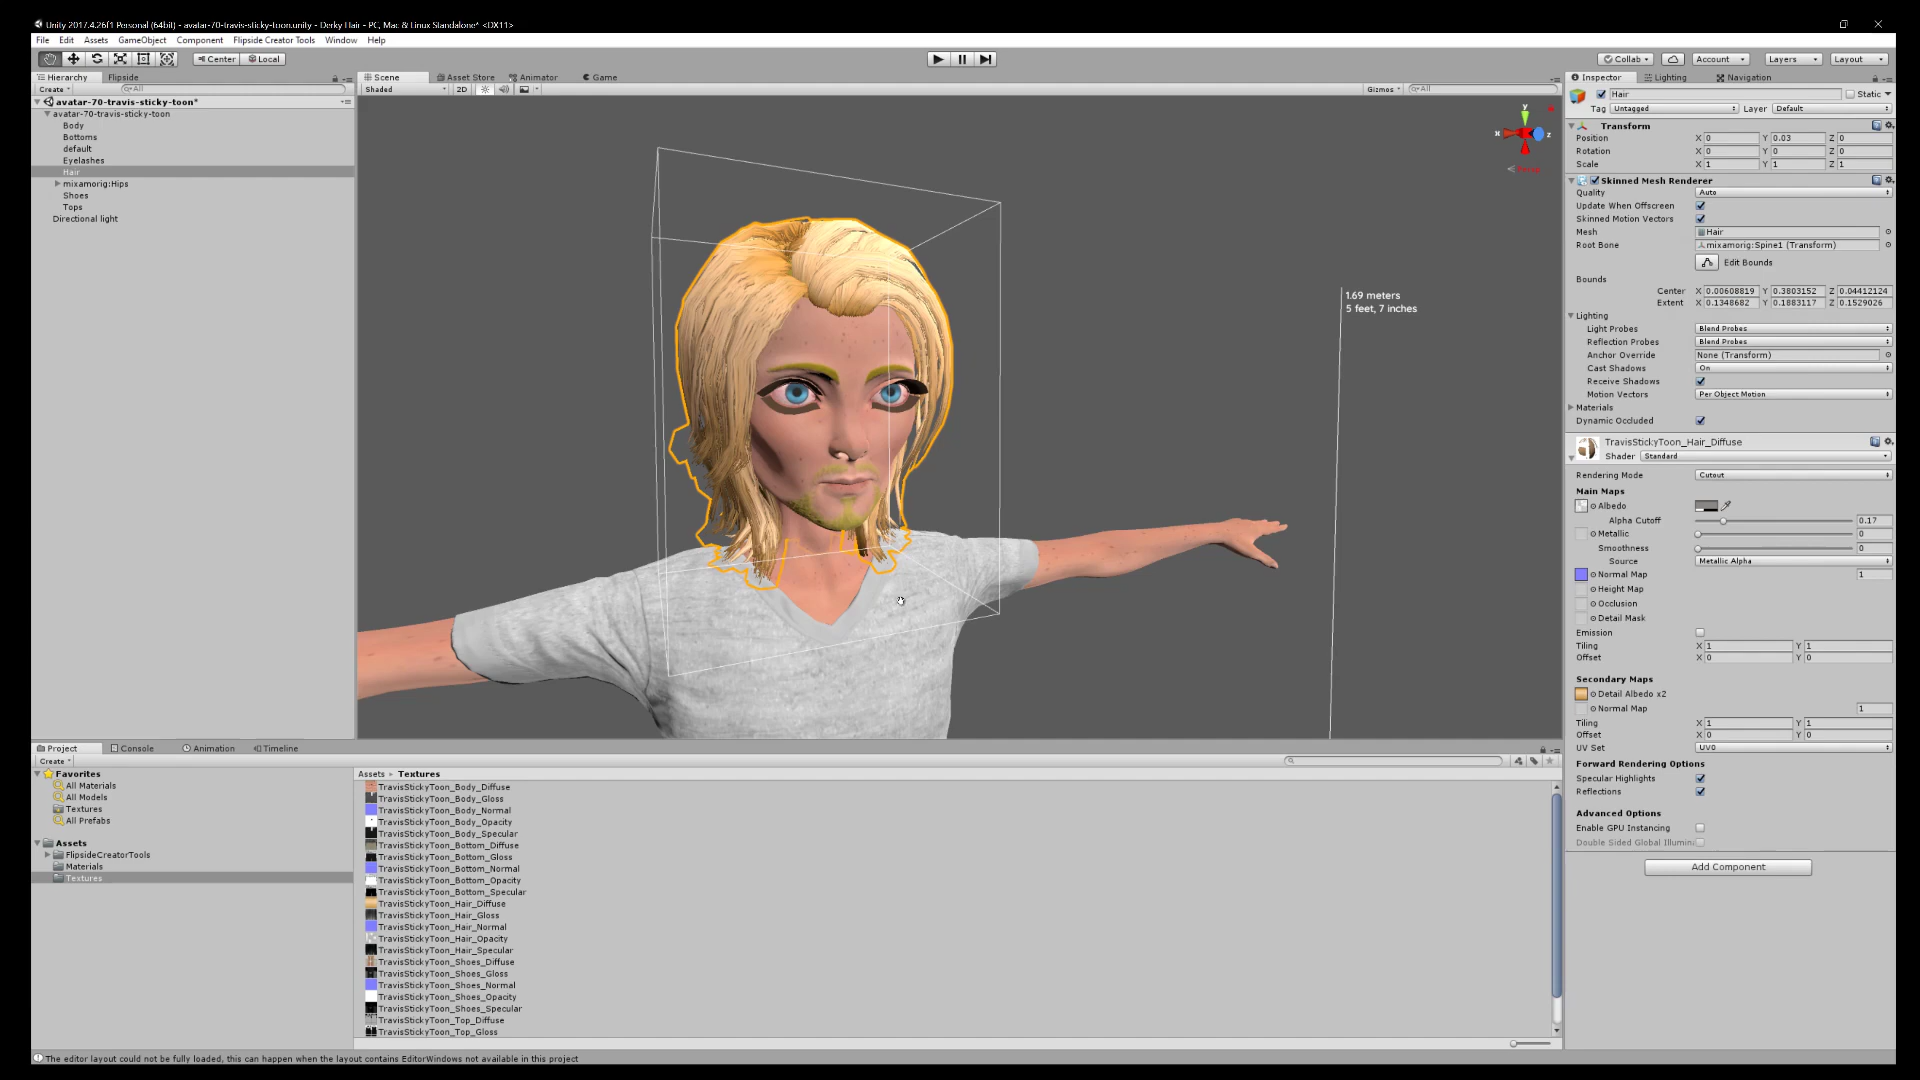 Unity 2017.4.26f1 Personal (64bit) - avatar-70-travis-sticky-toon.unity - Derky Hair - PC, Mac & Linux Standalone* <DX11>
File Edit Assets GameObject Component Flipside Creator Tools Window Help
Center Local Collab Account Layers Layout
Hierarchy Flipside
Create All
avatar-70-travis-sticky-toon*
avatar-70-travis-sticky-toon
Body
Bottoms
default
Eyelashes
Hair
mixamorig:Hips
Shoes
Tops
Directional light
Scene Asset Store Animator Game
Shaded 2D Gizmos All
y
x z
Persp
1.69 meters
5 feet, 7 inches
Inspector Lighting Navigation
Hair Static
Tag Untagged Layer Default
Transform
Position X 0 Y 0.03 Z 0
Rotation X 0 Y 0 Z 0
Scale X 1 Y 1 Z 1
Skinned Mesh Renderer
Quality Auto
Update When Offscreen
Skinned Motion Vectors
Mesh Hair
Root Bone mixamorig:Spine1 (Transform)
Edit Bounds
Bounds
Center X 0.00608819 Y 0.3803152 Z 0.04412124
Extent X 0.1348682 Y 0.1883117 Z 0.1529026
Lighting
Light Probes Blend Probes
Reflection Probes Blend Probes
Anchor Override None (Transform)
Cast Shadows On
Receive Shadows
Motion Vectors Per Object Motion
Materials
Dynamic Occluded
TravisStickyToon_Hair_Diffuse
Shader Standard
Rendering Mode Cutout
Main Maps
Albedo
Alpha Cutoff 0.17
Metallic 0
Smoothness 0
Source Metallic Alpha
Normal Map 1
Height Map
Occlusion
Detail Mask
Emission
Tiling X 1 Y 1
Offset X 0 Y 0
Secondary Maps
Detail Albedo x2
Normal Map 1
Tiling X 1 Y 1
Offset X 0 Y 0
UV Set UV0
Forward Rendering Options
Specular Highlights
Reflections
Advanced Options
Enable GPU Instancing
Double Sided Global Illumin
Add Component
Project Console Animation Timeline
Create
Favorites
All Materials
All Models
Textures
All Prefabs
Assets
FlipsideCreatorTools
Materials
Textures
Assets Textures
TravisStickyToon_Body_Diffuse
TravisStickyToon_Body_Gloss
TravisStickyToon_Body_Normal
TravisStickyToon_Body_Opacity
TravisStickyToon_Body_Specular
TravisStickyToon_Bottom_Diffuse
TravisStickyToon_Bottom_Gloss
TravisStickyToon_Bottom_Normal
TravisStickyToon_Bottom_Opacity
TravisStickyToon_Bottom_Specular
TravisStickyToon_Hair_Diffuse
TravisStickyToon_Hair_Gloss
TravisStickyToon_Hair_Normal
TravisStickyToon_Hair_Opacity
TravisStickyToon_Hair_Specular
TravisStickyToon_Shoes_Diffuse
TravisStickyToon_Shoes_Gloss
TravisStickyToon_Shoes_Normal
TravisStickyToon_Shoes_Opacity
TravisStickyToon_Shoes_Specular
TravisStickyToon_Top_Diffuse
TravisStickyToon_Top_Gloss
The editor layout could not be fully loaded, this can happen when the layout contains EditorWindows not available in this project